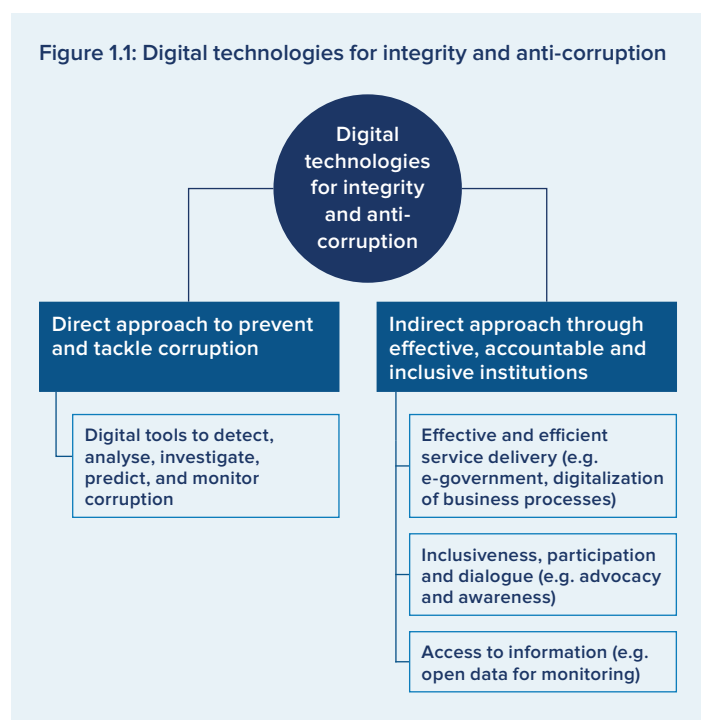 Figure 1.1: Digital technologies for integrity and anti-corruption
Digital
technologies
for integrity
and anti-
corruption
Direct approach to prevent
and tackle corruption
Digital tools to detect,
analyse, investigate,
predict, and monitor
corruption
Indirect approach through
effective, accountable and
inclusive institutions
Effective and efficient
service delivery (e.g.
e-government, digitalization
of business processes)
Inclusiveness, participation
and dialogue (e.g. advocacy
and awareness)
Access to information (e.g.
open data for monitoring)